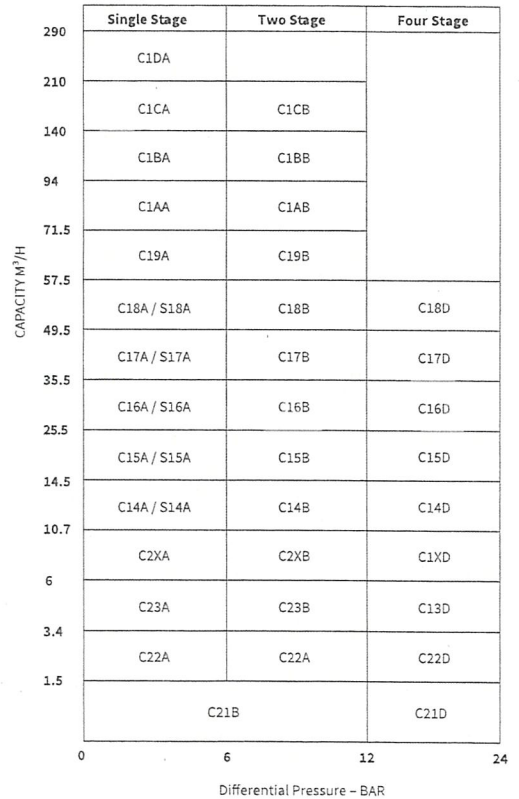 Single Stage Two Stage Four Stage
290
C1DA
210
C1CA C1CB
140
C1BA C1BB
94
C1AA C1AB
71.5
C19A C19B
57.5
C18A / S18A C18B C18D
49.5
C17A / S17A C17B C17D
35.5
C16A / S16A C16B C16D
25.5
C15A / S15A C15B C15D
14.5
C14A / S14A C14B C14D
10.7
C2XA C2XB C1XD
6
C23A C23B C13D
3.4
C22A C22A C22D
1.5
C21B C21D
0 6 12 24
CAPACITY M³/H
Differential Pressure – BAR